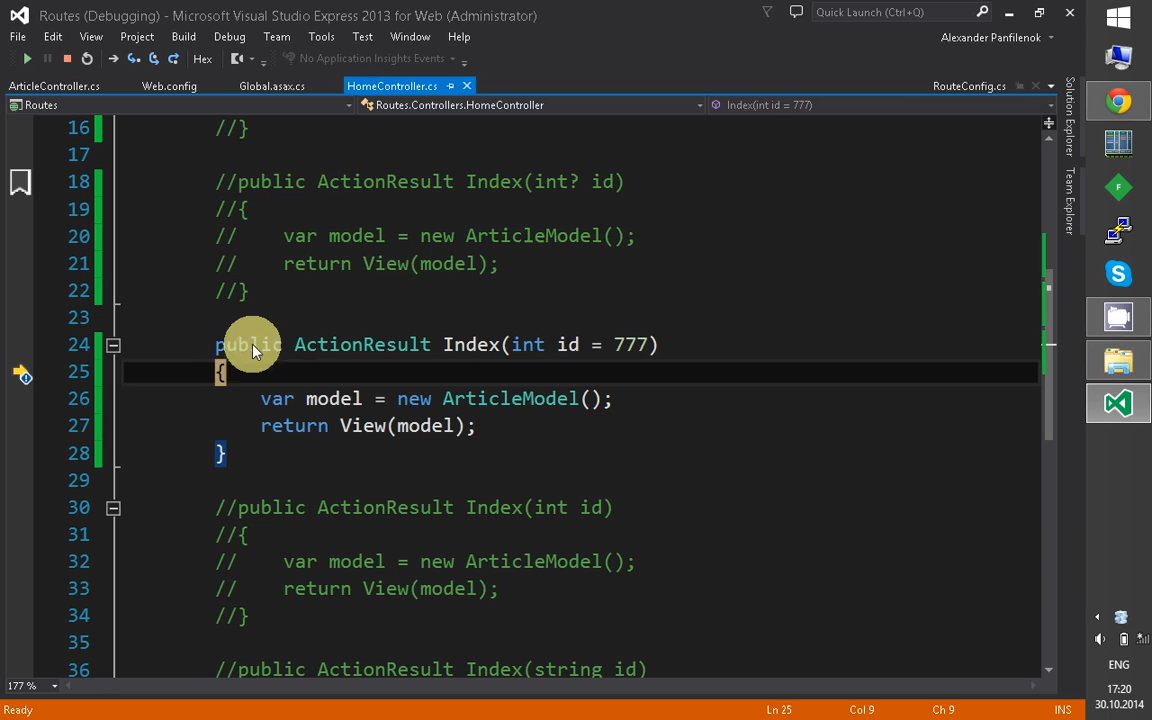 Routes (Debugging) - Microsoft Visual Studio Express 2013 for Web (Administrator)
Quick Launch (Ctrl+Q)
File Edit View Project Build Debug Team Tools Test Window Help
Alexander Panfilenok
Hex
No Application Insights Events
ArticleController.cs Web.config Global.asax.cs HomeController.cs RouteConfig.cs
Routes Routes.Controllers.HomeController Index(int id = 777)
Solution Explorer
Team Explorer
16 //}
17
18 //public ActionResult Index(int? id)
19 //{
20 //    var model = new ArticleModel();
21 //    return View(model);
22 //}
23
24 public ActionResult Index(int id = 777)
25 {
26     var model = new ArticleModel();
27     return View(model);
28 }
29
30 //public ActionResult Index(int id)
31 //{
32 //    var model = new ArticleModel();
33 //    return View(model);
34 //}
35
36 //public ActionResult Index(string id)
177 %
Ready Ln 25 Col 9 Ch 9 INS
ENG
17:20
30.10.2014